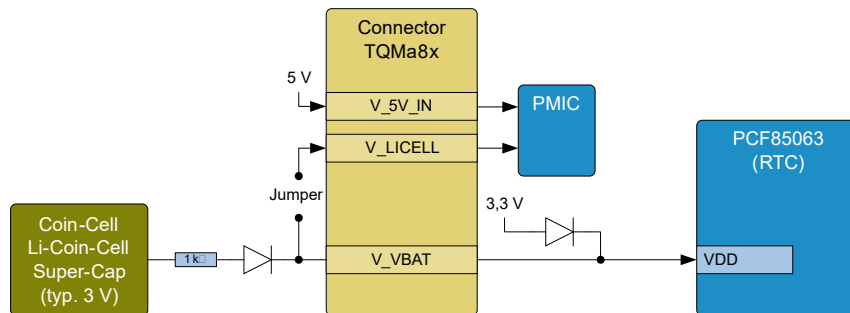 Connector
TQMa8x
5 V
V_5V_IN
PMIC
V_LICELL
PCF85063
(RTC)
Jumper
3,3 V
Coin-Cell
Li-Coin-Cell
Super-Cap
(typ. 3 V)
1 k□
V_VBAT
VDD